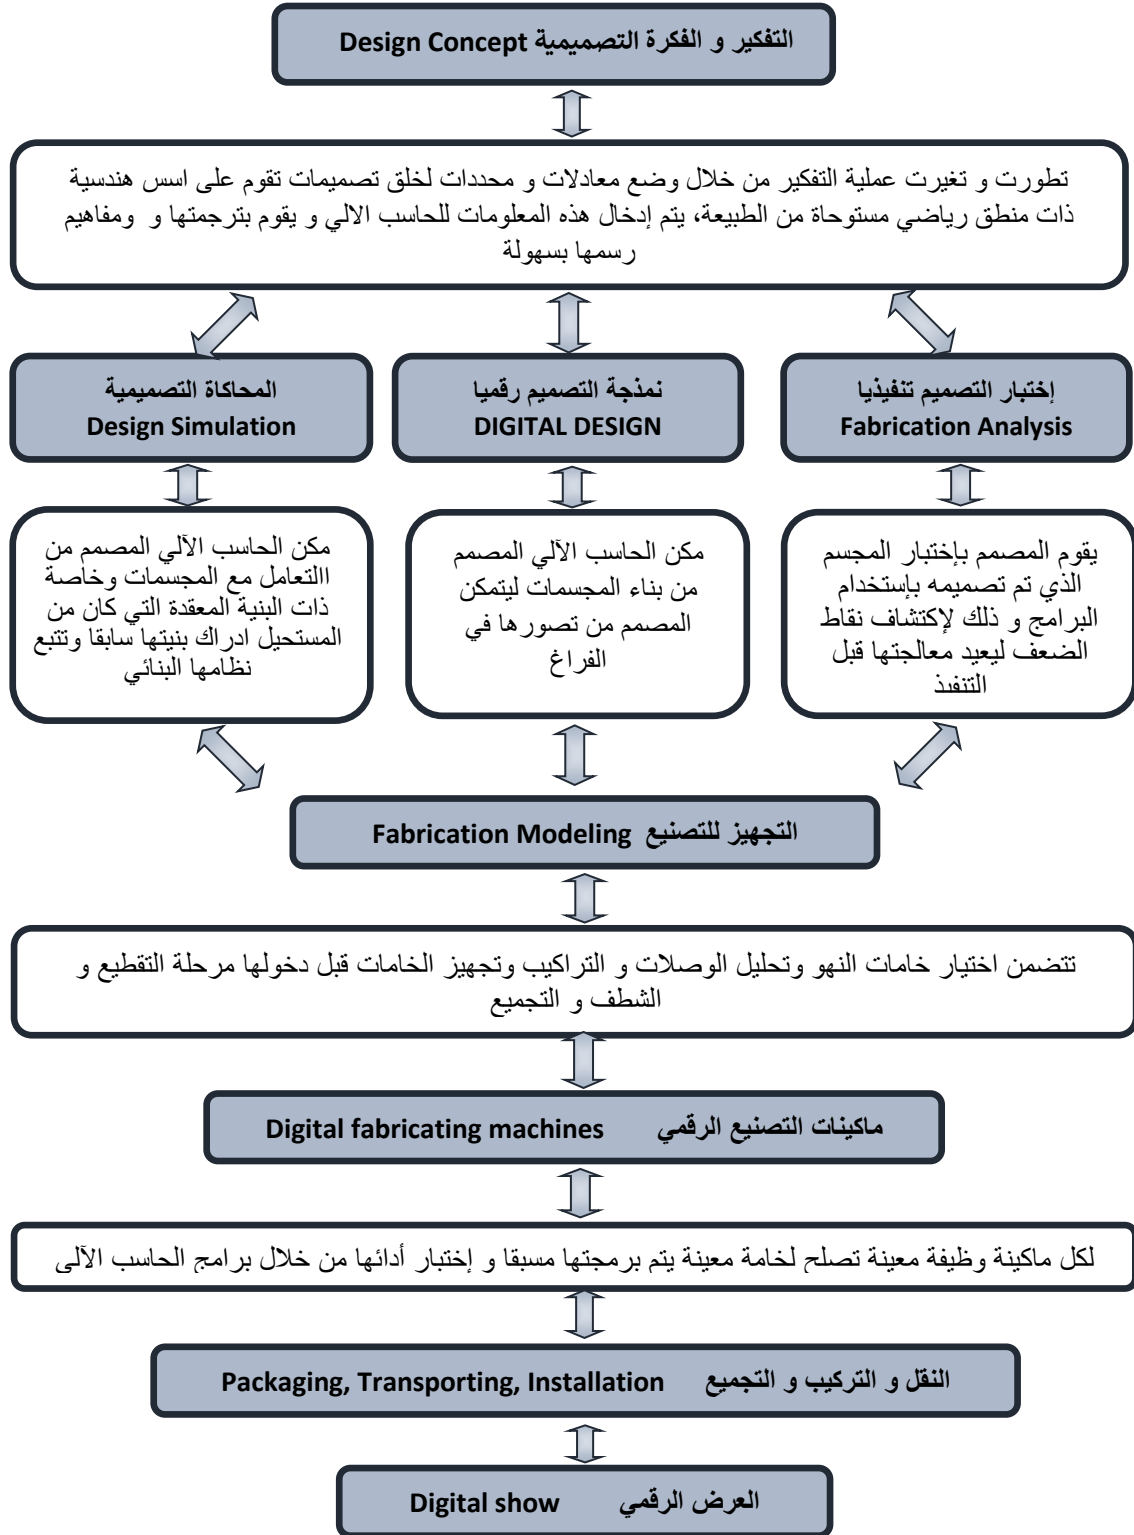 التفكير و الفكرة التصميمية Design Concept
تطورت و تغيرت عملية التفكير من خلال وضع معادلات و محددات لخلق تصميمات تقوم على اسس هندسية
ذات منطق رياضي مستوحاة من الطبيعة، يتم إدخال هذه المعلومات للحاسب الالي و يقوم بترجمتها و ومفاهيم
رسمها بسهولة
إختبار التصميم تنفيذيا
Fabrication Analysis
نمذجة التصميم رقميا
DIGITAL DESIGN
المحاكاة التصميمية
Design Simulation
يقوم المصمم بإختبار المجسم
الذي تم تصميمه بإستخدام
البرامج و ذلك لإكتشاف نقاط
الضعف ليعيد معالجتها قبل
التنفيذ
مكن الحاسب الآلي المصمم
من بناء المجسمات ليتمكن
المصمم من تصورها في
الفراغ
مكن الحاسب الآلي المصمم من
االتعامل مع المجسمات وخاصة
ذات البنية المعقدة التي كان من
المستحيل ادراك بنيتها سابقا وتتبع
نظامها البنائي
التجهيز للتصنيع Fabrication Modeling
تتضمن اختيار خامات النهو وتحليل الوصلات و التراكيب وتجهيز الخامات قبل دخولها مرحلة التقطيع و
الشطف و التجميع
ماكينات التصنيع الرقمي Digital fabricating machines
لكل ماكينة وظيفة معينة تصلح لخامة معينة يتم برمجتها مسبقا و إختبار أدائها من خلال برامج الحاسب الآلي
النقل و التركيب و التجميع Packaging, Transporting, Installation
العرض الرقمي Digital show